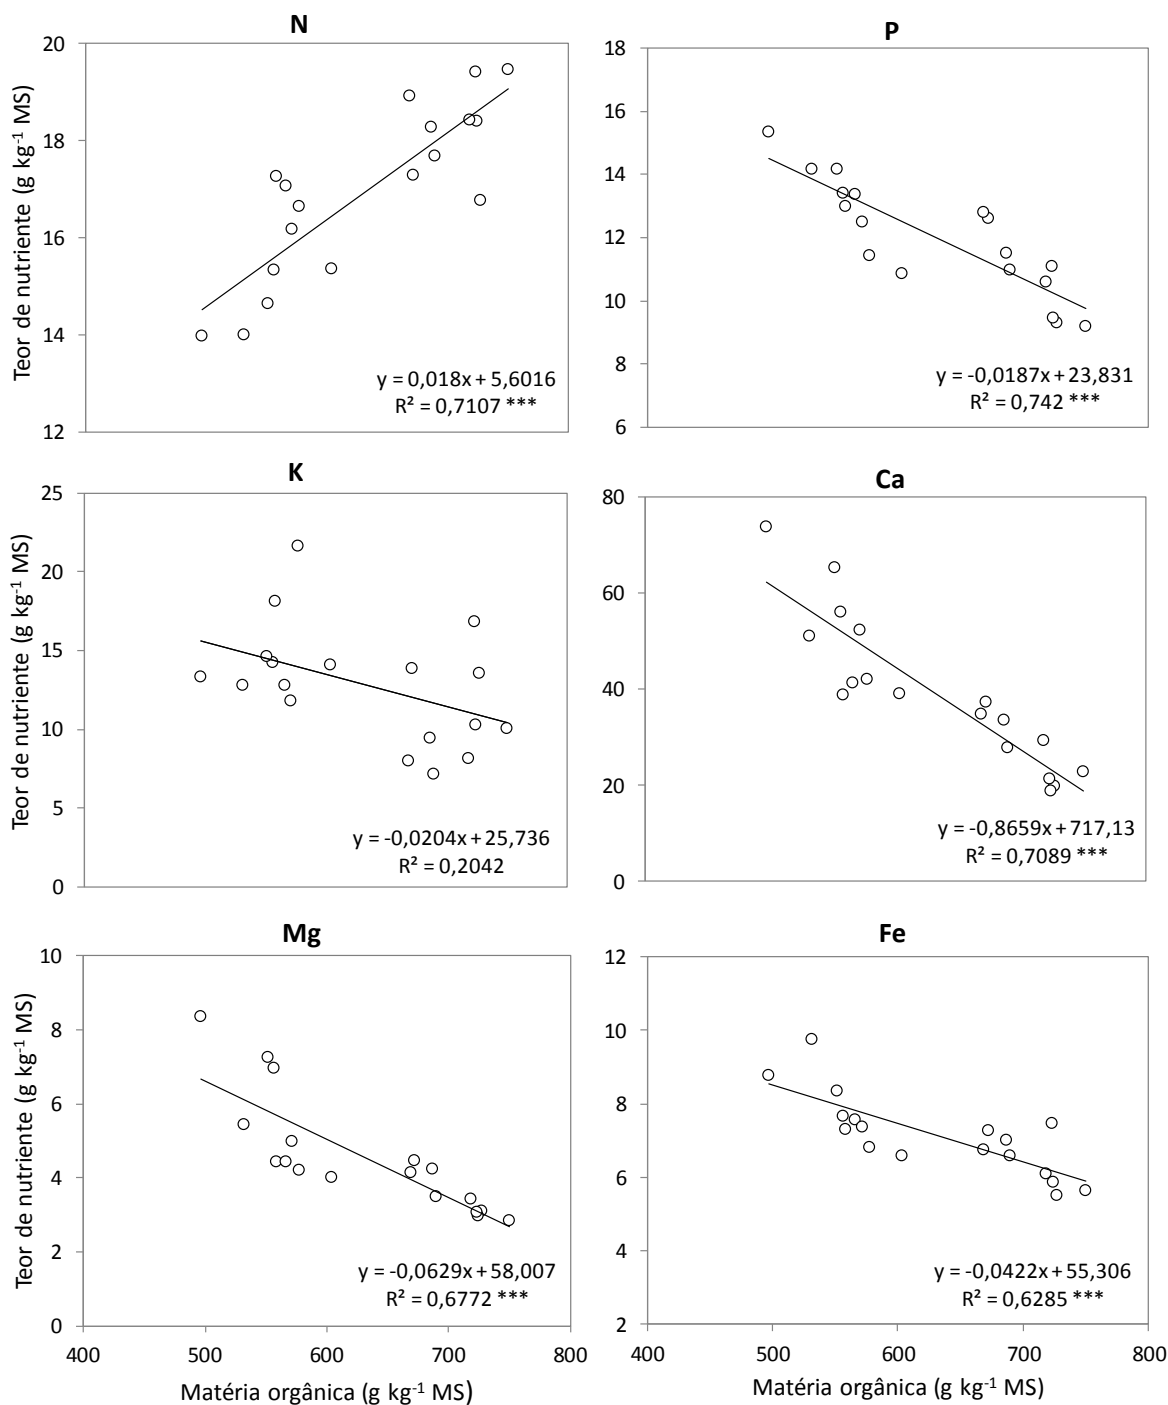 N
20
18
16
14
12
Teor de nutriente (g kg⁻¹ MS)
y = 0,018x + 5,6016
R² = 0,7107 ***
P
18
16
14
12
10
8
6
y = -0,0187x + 23,831
R² = 0,742 ***
K
25
20
15
10
5
0
Teor de nutriente (g kg⁻¹ MS)
y = -0,0204x + 25,736
R² = 0,2042
Ca
80
60
40
20
0
y = -0,8659x + 717,13
R² = 0,7089 ***
Mg
10
8
6
4
2
0
Teor de nutriente (g kg⁻¹ MS)
y = -0,0629x + 58,007
R² = 0,6772 ***
400 500 600 700 800
Matéria orgânica (g kg⁻¹ MS)
Fe
12
10
8
6
4
2
y = -0,0422x + 55,306
R² = 0,6285 ***
400 500 600 700 800
Matéria orgânica (g kg⁻¹ MS)